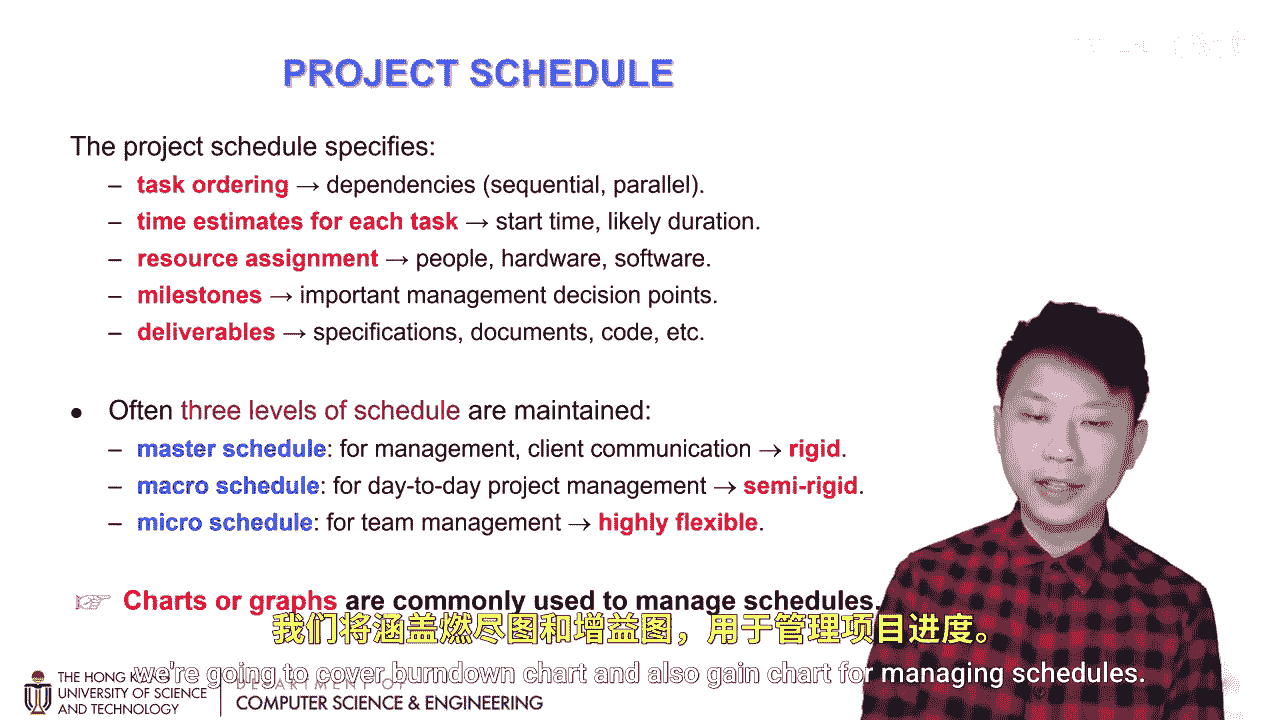 PROJECT SCHEDULE
The project schedule specifies:
– task ordering → dependencies (sequential, parallel).
– time estimates for each task → start time, likely duration.
– resource assignment → people, hardware, software.
– milestones → important management decision points.
– deliverables → specifications, documents, code, etc.
● Often three levels of schedule are maintained:
– master schedule: for management, client communication → rigid.
– macro schedule: for day-to-day project management → semi-rigid.
– micro schedule: for team management → highly flexible.
☞ Charts or graphs are commonly used to manage schedules.
我们将涵盖燃尽图和增益图，用于管理项目进度。
we're going to cover burndown chart and also gain chart for managing schedules.
THE HONG
UNIVERSITY OF SCIENCE
AND TECHNOLOGY
DEPARTMENT OF
COMPUTER SCIENCE & ENGINEERING